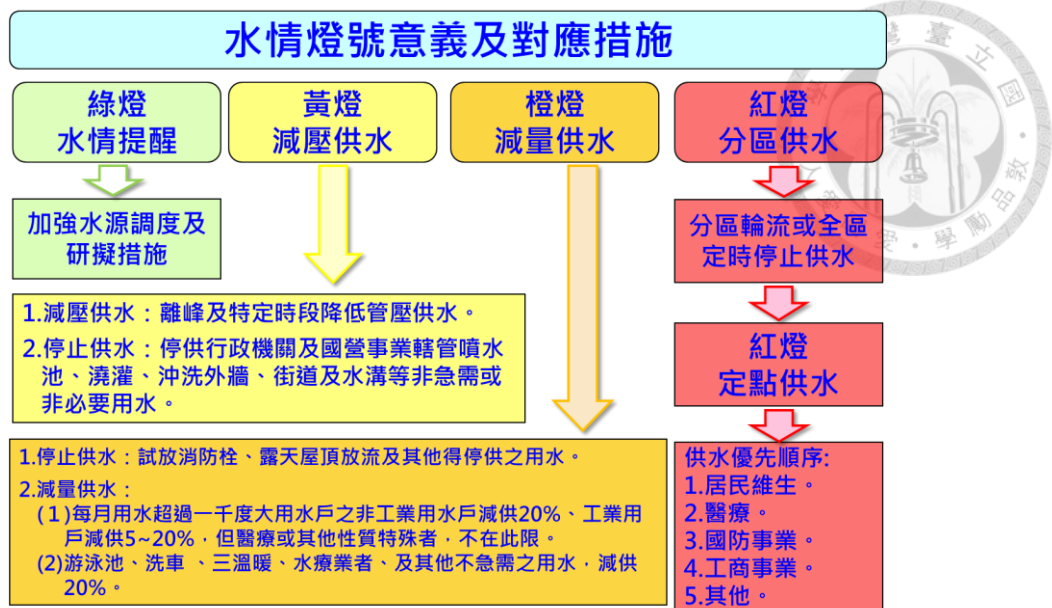 水情燈號意義及對應措施
綠燈
水情提醒
黃燈
減壓供水
橙燈
減量供水
紅燈
分區供水
加強水源調度及
研擬措施
分區輪流或全區
定時停止供水
1.減壓供水：離峰及特定時段降低管壓供水。
2.停止供水：停供行政機關及國營事業轄管噴水
池、澆灌、沖洗外牆、街道及水溝等非急需或
非必要用水。
紅燈
定點供水
1.停止供水：試放消防栓、露天屋頂放流及其他得停供之用水。
2.減量供水：
(１)每月用水超過一千度大用水戶之非工業用水戶減供20%、工業用
戶減供5~20%，但醫療或其他性質特殊者，不在此限。
(2)游泳池、洗車 、三溫暖、水療業者、及其他不急需之用水，減供
20%。
供水優先順序:
1.居民維生。
2.醫療。
3.國防事業。
4.工商事業。
5.其他。